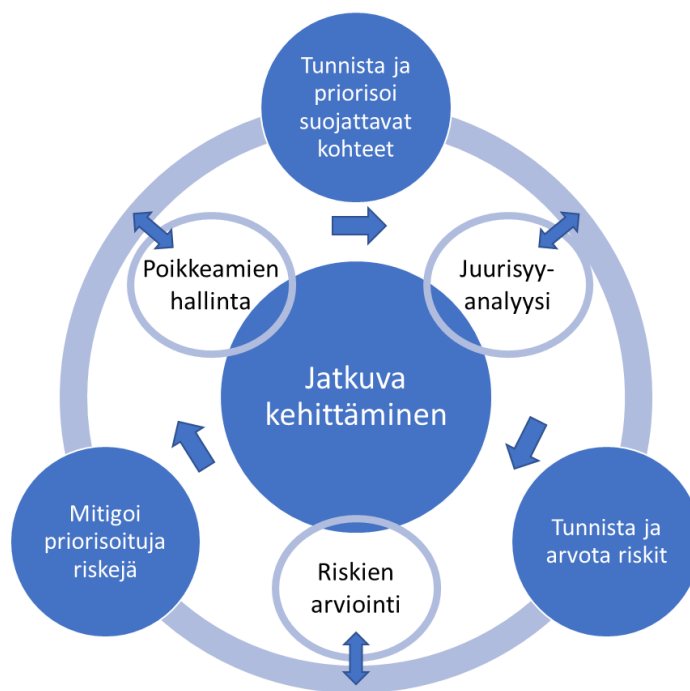 Tunnista ja
priorisoi
suojattavat
kohteet
Poikkeamien
hallinta
Juurisyy-
analyysi
Jatkuva
kehittäminen
Mitigoi
priorisoituja
riskejä
Riskien
arviointi
Tunnista ja
arvota riskit